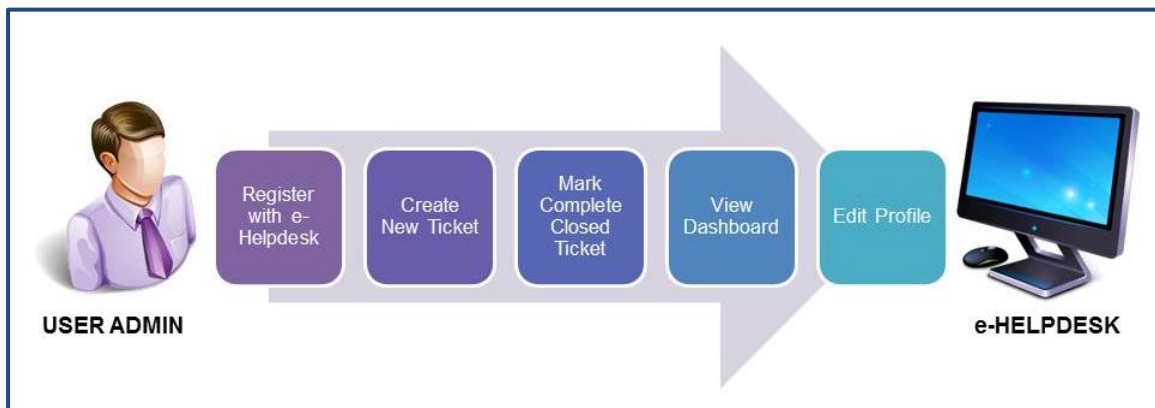 Register
with e-
Helpdesk
Create
New Ticket
Mark
Complete
Closed
Ticket
View
Dashboard
Edit Profile
USER ADMIN
e-HELPDESK